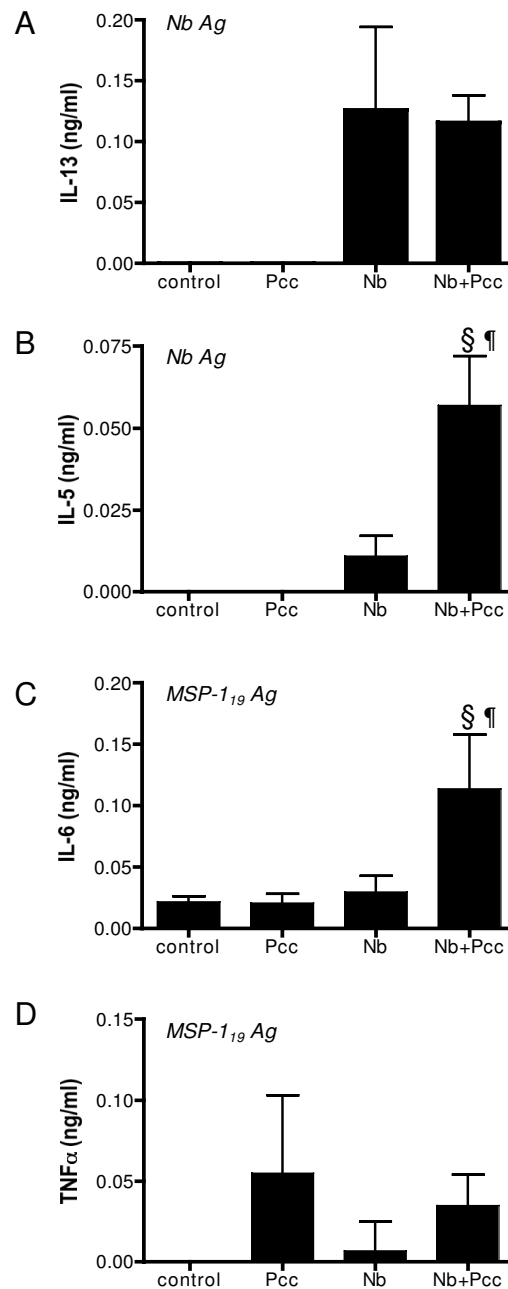 A
Nb Ag
IL-13 (ng/ml)
0.20
0.15
0.10
0.05
0.00
control Pcc Nb Nb+Pcc
B
Nb Ag
§ ¶
IL-5 (ng/ml)
0.075
0.050
0.025
0.000
control Pcc Nb Nb+Pcc
C
MSP-1₁₉ Ag
§ ¶
IL-6 (ng/ml)
0.20
0.15
0.10
0.05
0.00
control Pcc Nb Nb+Pcc
D
MSP-1₁₉ Ag
TNFα (ng/ml)
0.15
0.10
0.05
0.00
control Pcc Nb Nb+Pcc